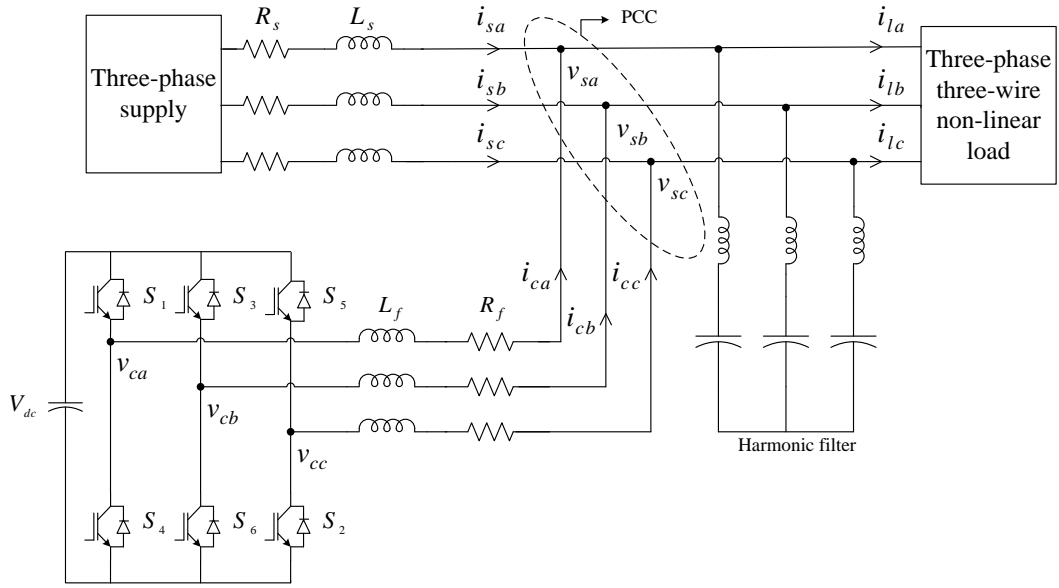 R_s
L_s
i_sa
PCC
i_la
Three-phase
supply
v_sa
Three-phase
three-wire
non-linear
load
i_sb
v_sb
i_lb
i_sc
v_sc
i_lc
S_1
S_3
S_5
L_f
R_f
i_ca
i_cb
i_cc
v_ca
V_dc
v_cb
v_cc
Harmonic filter
S_4
S_6
S_2